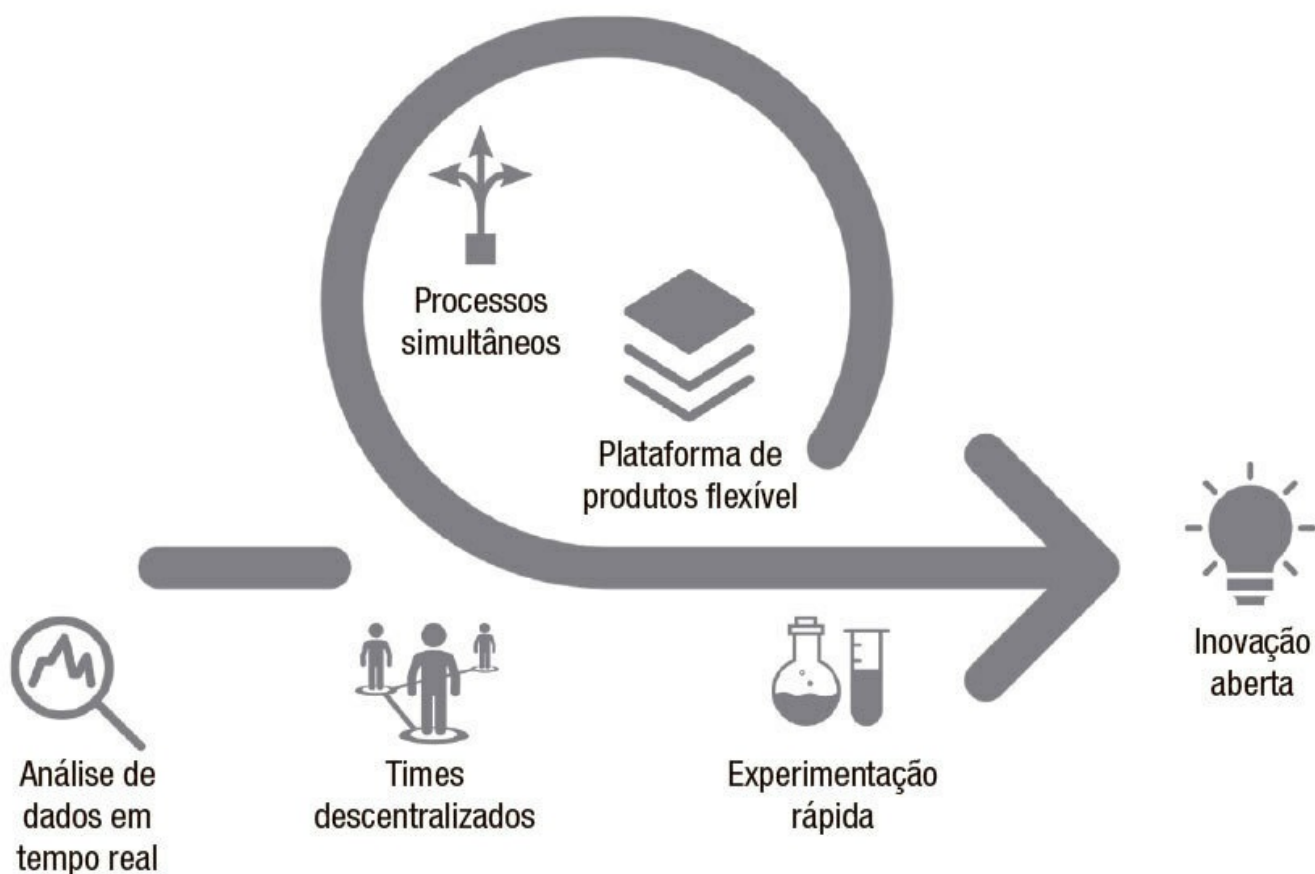 Processos
simultâneos
Plataforma de
produtos flexível
Inovação
aberta
Análise de
dados em
tempo real
Times
descentralizados
Experimentação
rápida